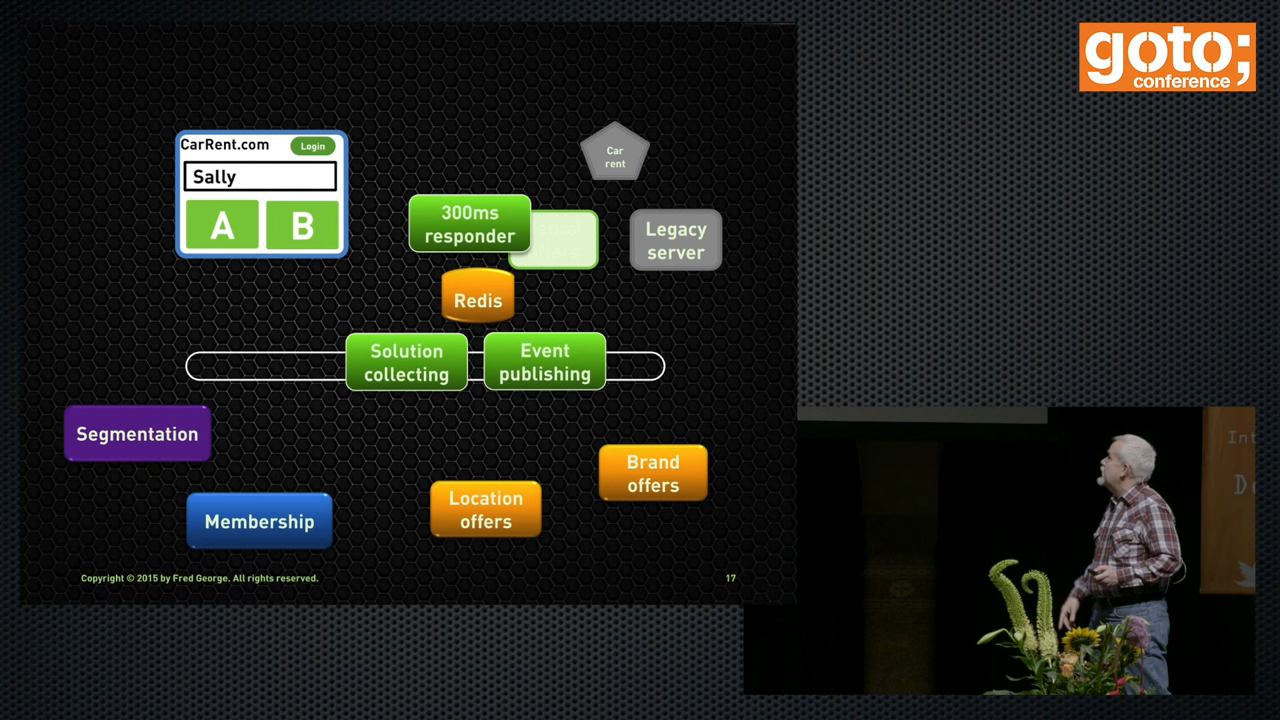 goto;
conference
CarRent.com
Login
Sally
A
B
Car
rent
300ms
responder
Legacy
server
Redis
Solution
collecting
Event
publishing
Segmentation
Brand
offers
Location
offers
Membership
Copyright © 2015 by Fred George. All rights reserved.
17